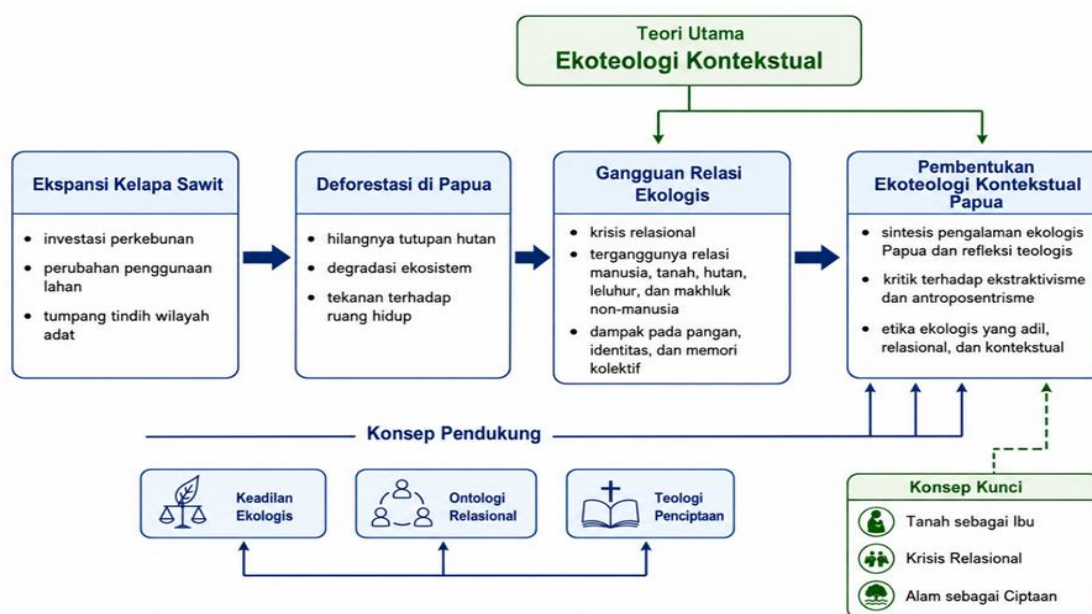 Teori Utama
Ekoteologi Kontekstual
Ekspansi Kelapa Sawit
• investasi perkebunan
• perubahan penggunaan
lahan
• tumpang tindih wilayah
adat
Deforestasi di Papua
• hilangnya tutupan hutan
• degradasi ekosistem
• tekanan terhadap
ruang hidup
Gangguan Relasi
Ekologis
• krisis relasional
• terganggunya relasi
manusia, tanah, hutan,
leluhur, dan makhluk
non-manusia
• dampak pada pangan,
identitas, dan memori
kolektif
Pembentukan
Ekoteologi Kontekstual
Papua
• sintesis pengalaman ekologis
Papua dan refleksi teologis
• kritik terhadap ekstraktivisme
dan antroposentrisme
• etika ekologis yang adil,
relasional, dan kontekstual
Konsep Pendukung
Keadilan
Ekologis
Ontologi
Relasional
Teologi
Penciptaan
Konsep Kunci
Tanah sebagai Ibu
Krisis Relasional
Alam sebagai Ciptaan